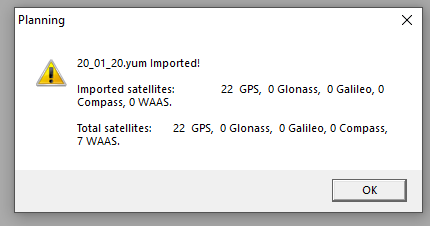 Planning
20_01_20.yum Imported!
Imported satellites: 22 GPS, 0 Glonass, 0 Galileo, 0
Compass, 0 WAAS.
Total satellites: 22 GPS, 0 Glonass, 0 Galileo, 0 Compass,
7 WAAS.
OK